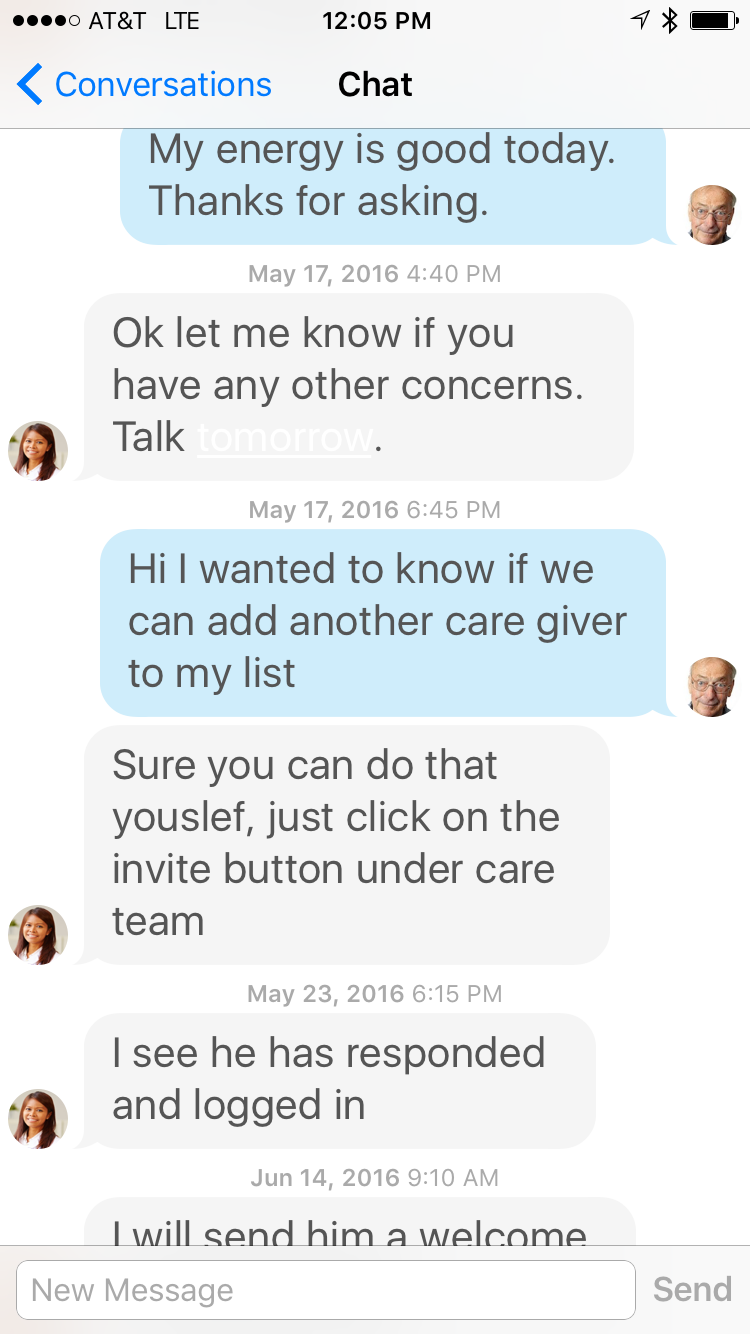 AT&T LTE 12:05 PM
Conversations Chat
My energy is good today.
Thanks for asking.
May 17, 2016 4:40 PM
Ok let me know if you
have any other concerns.
Talk tomorrow.
May 17, 2016 6:45 PM
Hi I wanted to know if we
can add another care giver
to my list
Sure you can do that
youslef, just click on the
invite button under care
team
May 23, 2016 6:15 PM
I see he has responded
and logged in
Jun 14, 2016 9:10 AM
I will send him a welcome
New Message Send